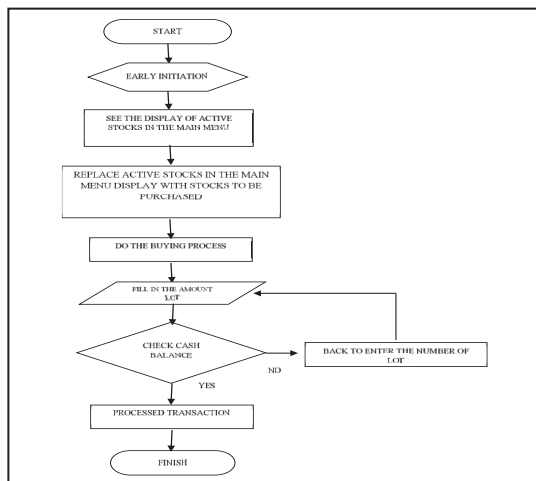 START
EARLY INITIATION
SEE THE DISPLAY OF ACTIVE
STOCKS IN THE MAIN MENU
REPLACE ACTIVE STOCKS IN THE MAIN
MENU DISPLAY WITH STOCKS TO BE
PURCHASED
DO THE BUYING PROCESS
FILL IN THE AMOUNT
LOT
CHECK CASH
BALANCE
NO
BACK TO ENTER THE NUMBER OF
LOT
YES
PROCESSED TRANSACTION
FINISH